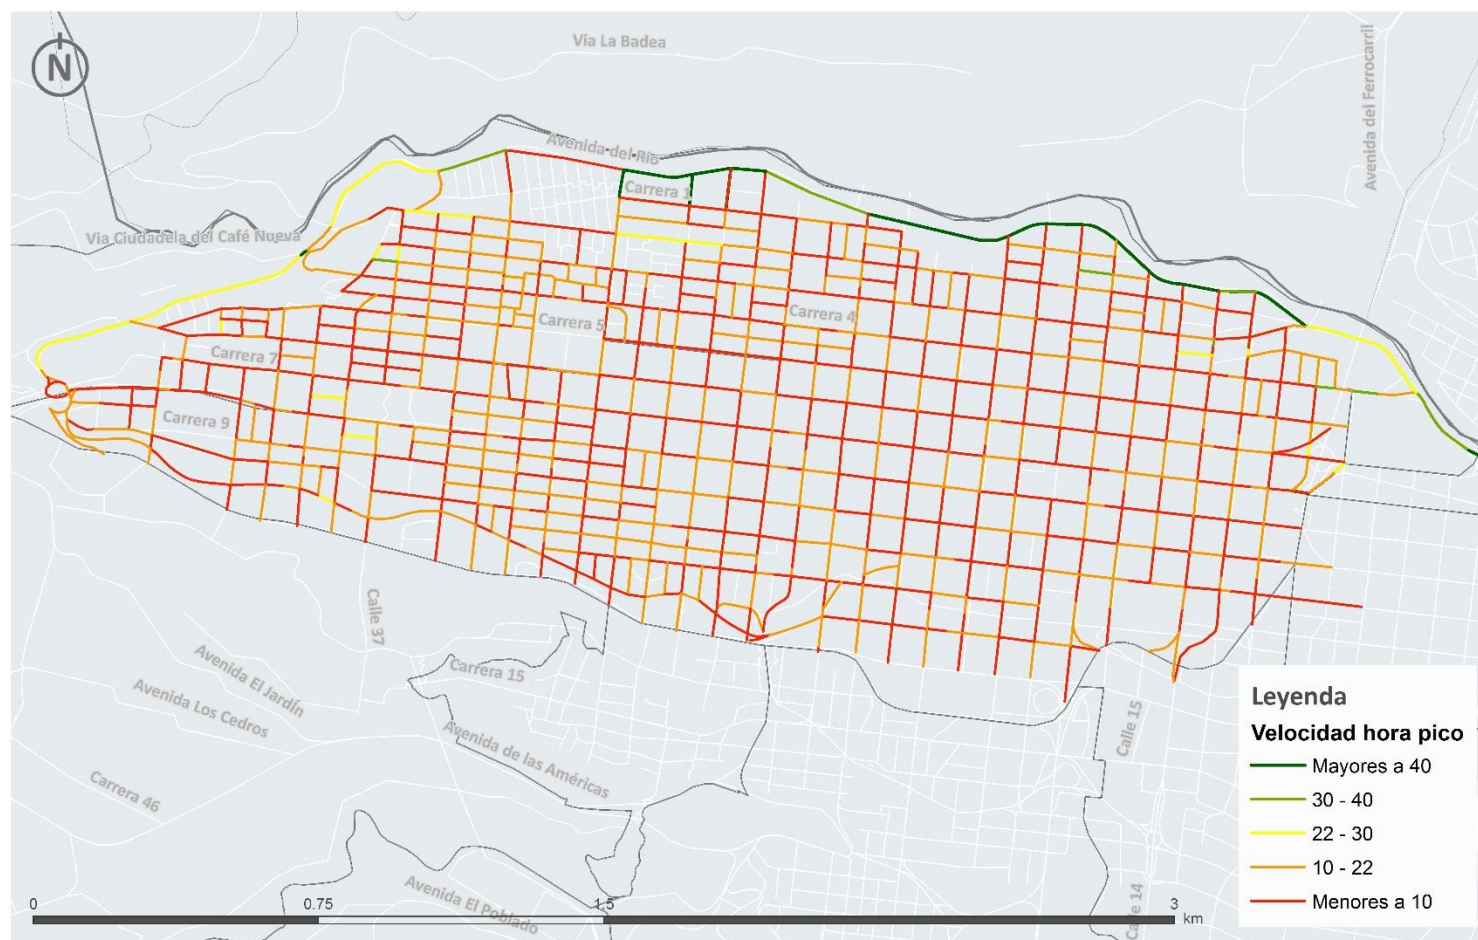 Via La Badea
Avenida del Ferrocarril
N
Avenida del Rio
Carrera 1
Via Ciudadela del Café Nueva
Carrera 4
Carrera 5
Carrera 7
Carrera 9
Calle 37
Avenida El Jardín
Carrera 15
Avenida Los Cedros
Avenida de las Américas
Calle 15
Carrera 46
Avenida El Poblado
Calle 14
Leyenda
Velocidad hora pico
Mayores a 40
30 - 40
22 - 30
10 - 22
Menores a 10
0 0.75 1.5 3
km